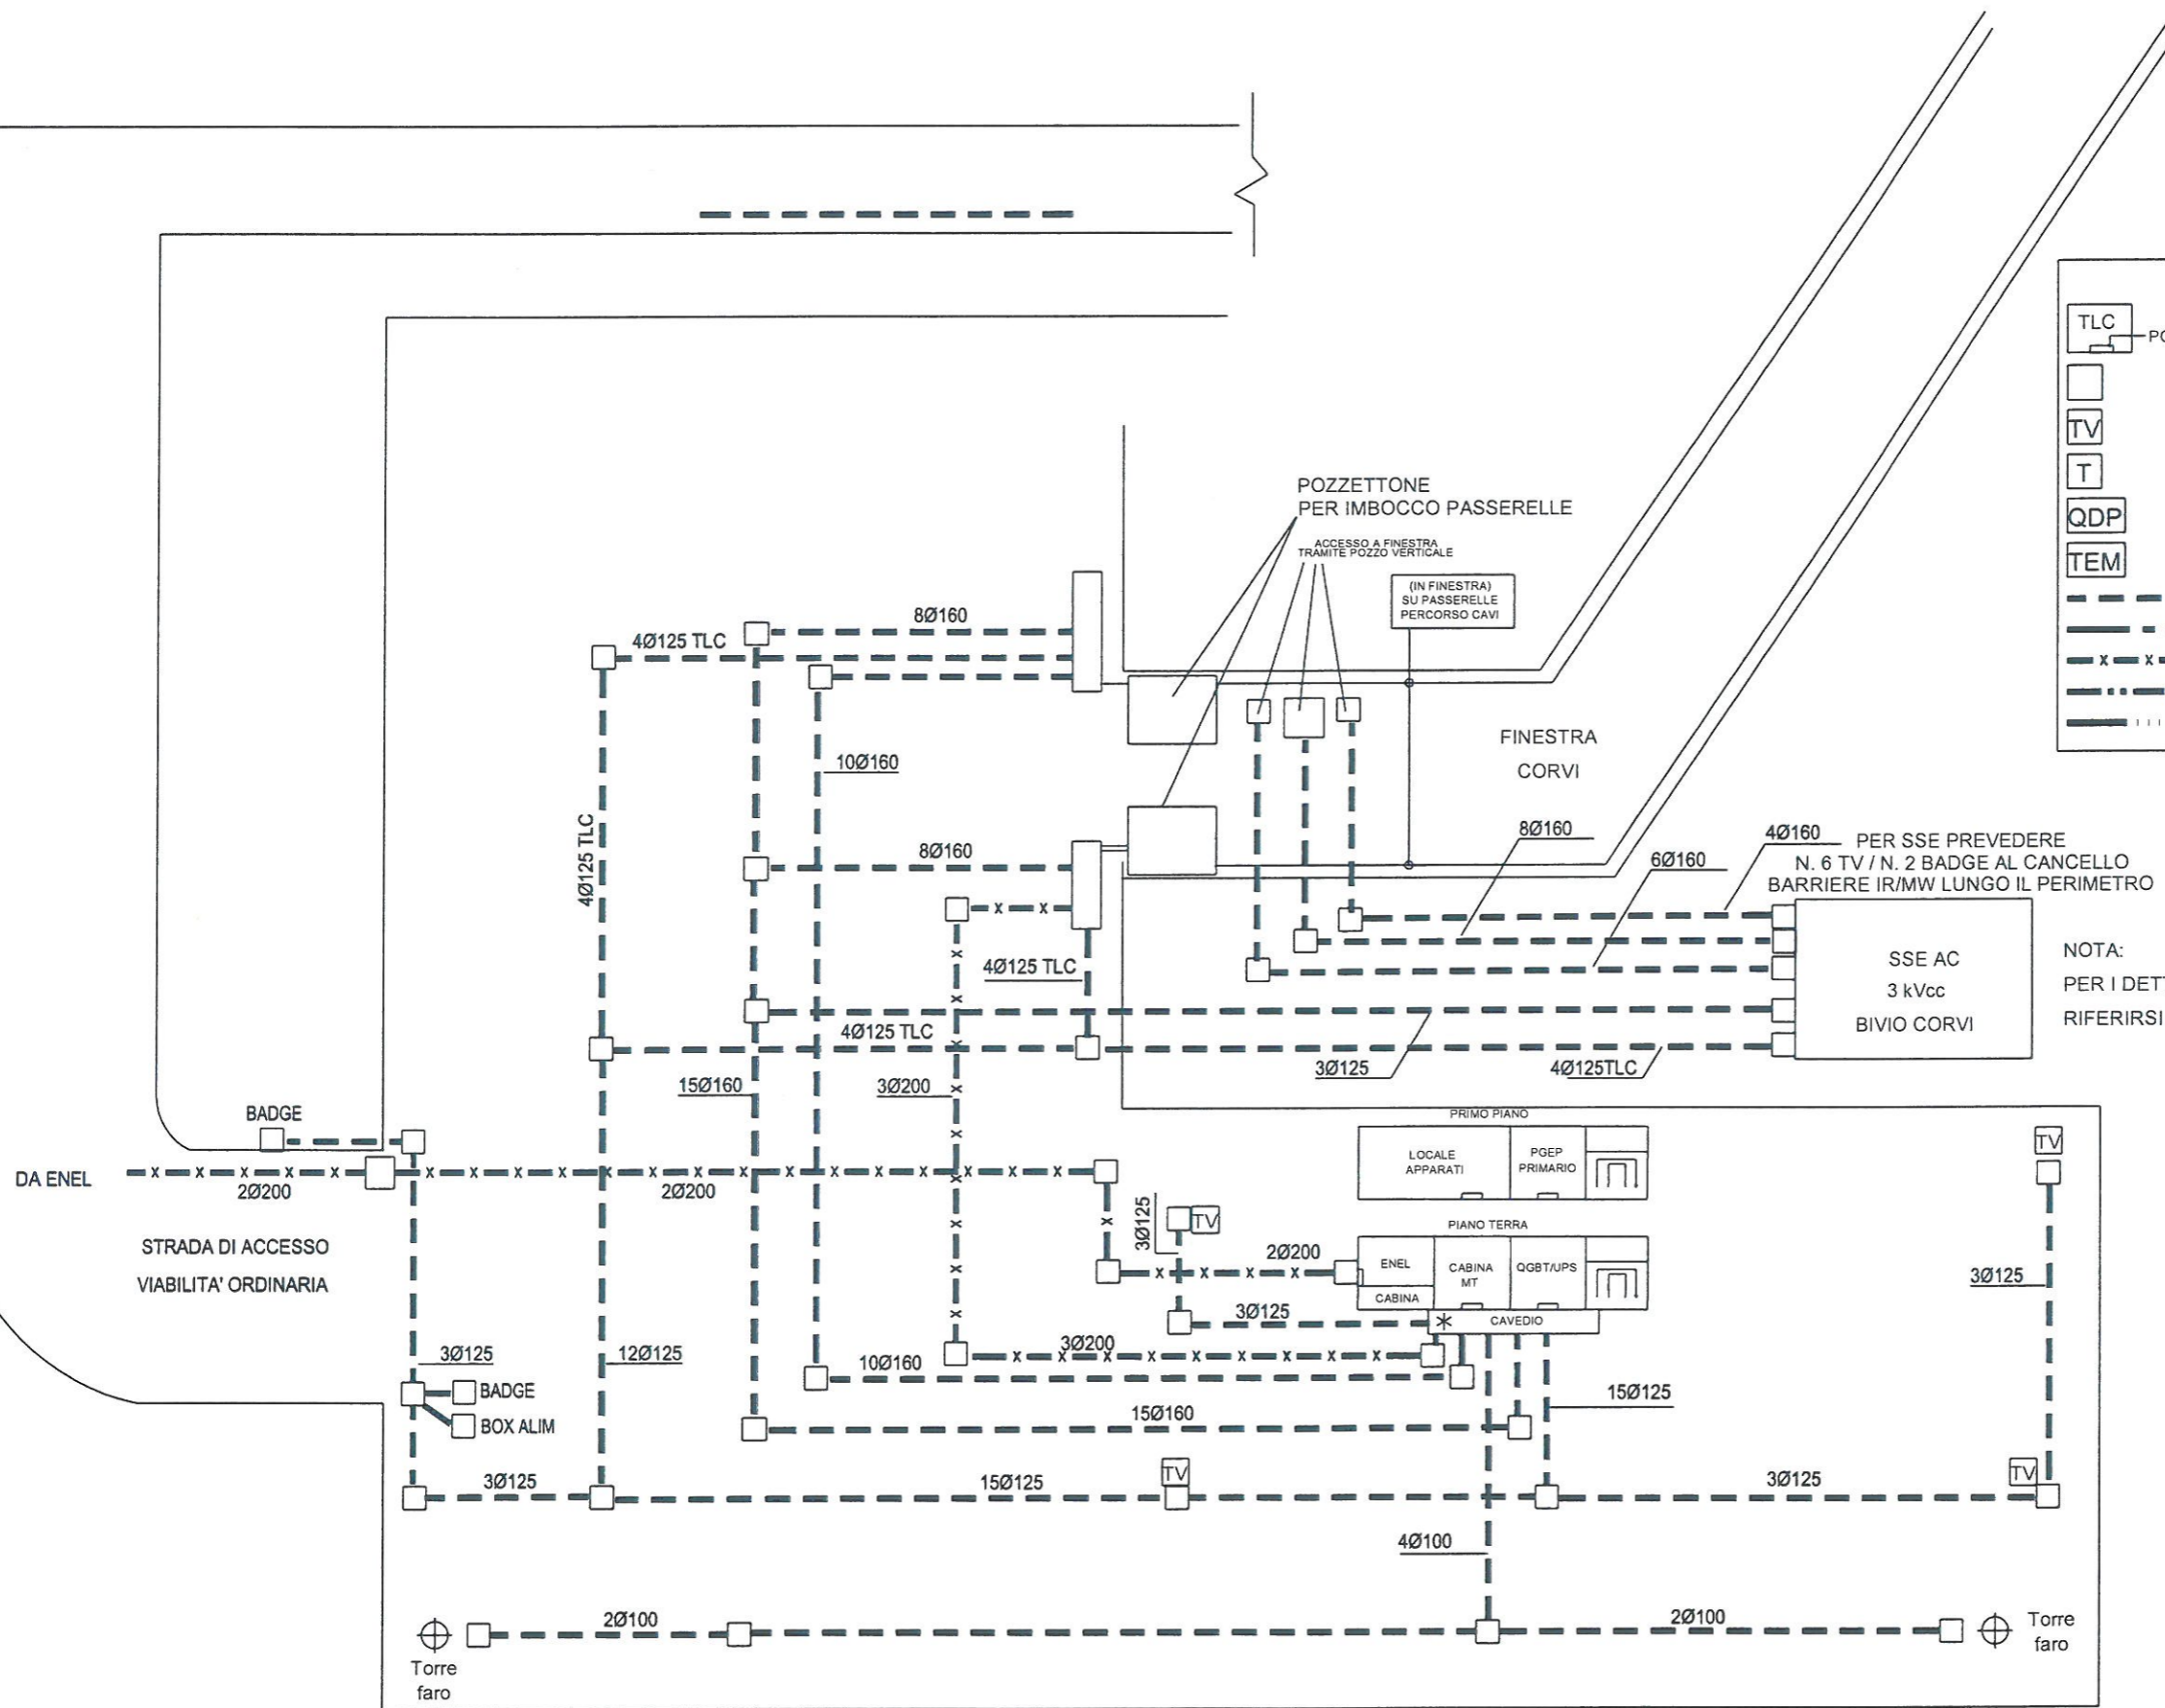 TLC
PO
TV
T
QDP
TEM
POZZETTONE
PER IMBOCCO PASSERELLE
ACCESSO A FINESTRA
TRAMITE POZZO VERTICALE
(IN FINESTRA)
SU PASSERELLE
PERCORSO CAVI
8Ø160
4Ø125 TLC
10Ø160
FINESTRA
CORVI
4Ø125 TLC
8Ø160
8Ø160
6Ø160
4Ø160
PER SSE PREVEDERE
N. 6 TV / N. 2 BADGE AL CANCELLO
BARRIERE IR/MW LUNGO IL PERIMETRO
4Ø125 TLC
SSE AC
3 kVcc
BIVIO CORVI
NOTA:
PER I DET
RIFERIRSI
4Ø125 TLC
15Ø160
3Ø200
3Ø125
4Ø125TLC
BADGE
DA ENEL
2Ø200
2Ø200
PRIMO PIANO
LOCALE
APPARATI
PGEP
PRIMARIO
TV
3Ø125
TV
PIANO TERRA
STRADA DI ACCESSO
VIABILITA' ORDINARIA
2Ø200
ENEL
CABINA
CABINA
MT
QGBT/UPS
3Ø125
3Ø125
CAVEDIO
3Ø125
12Ø125
10Ø160
3Ø200
BADGE
BOX ALIM
15Ø160
15Ø125
3Ø125
15Ø125
TV
3Ø125
TV
4Ø100
Torre
faro
2Ø100
2Ø100
Torre
faro